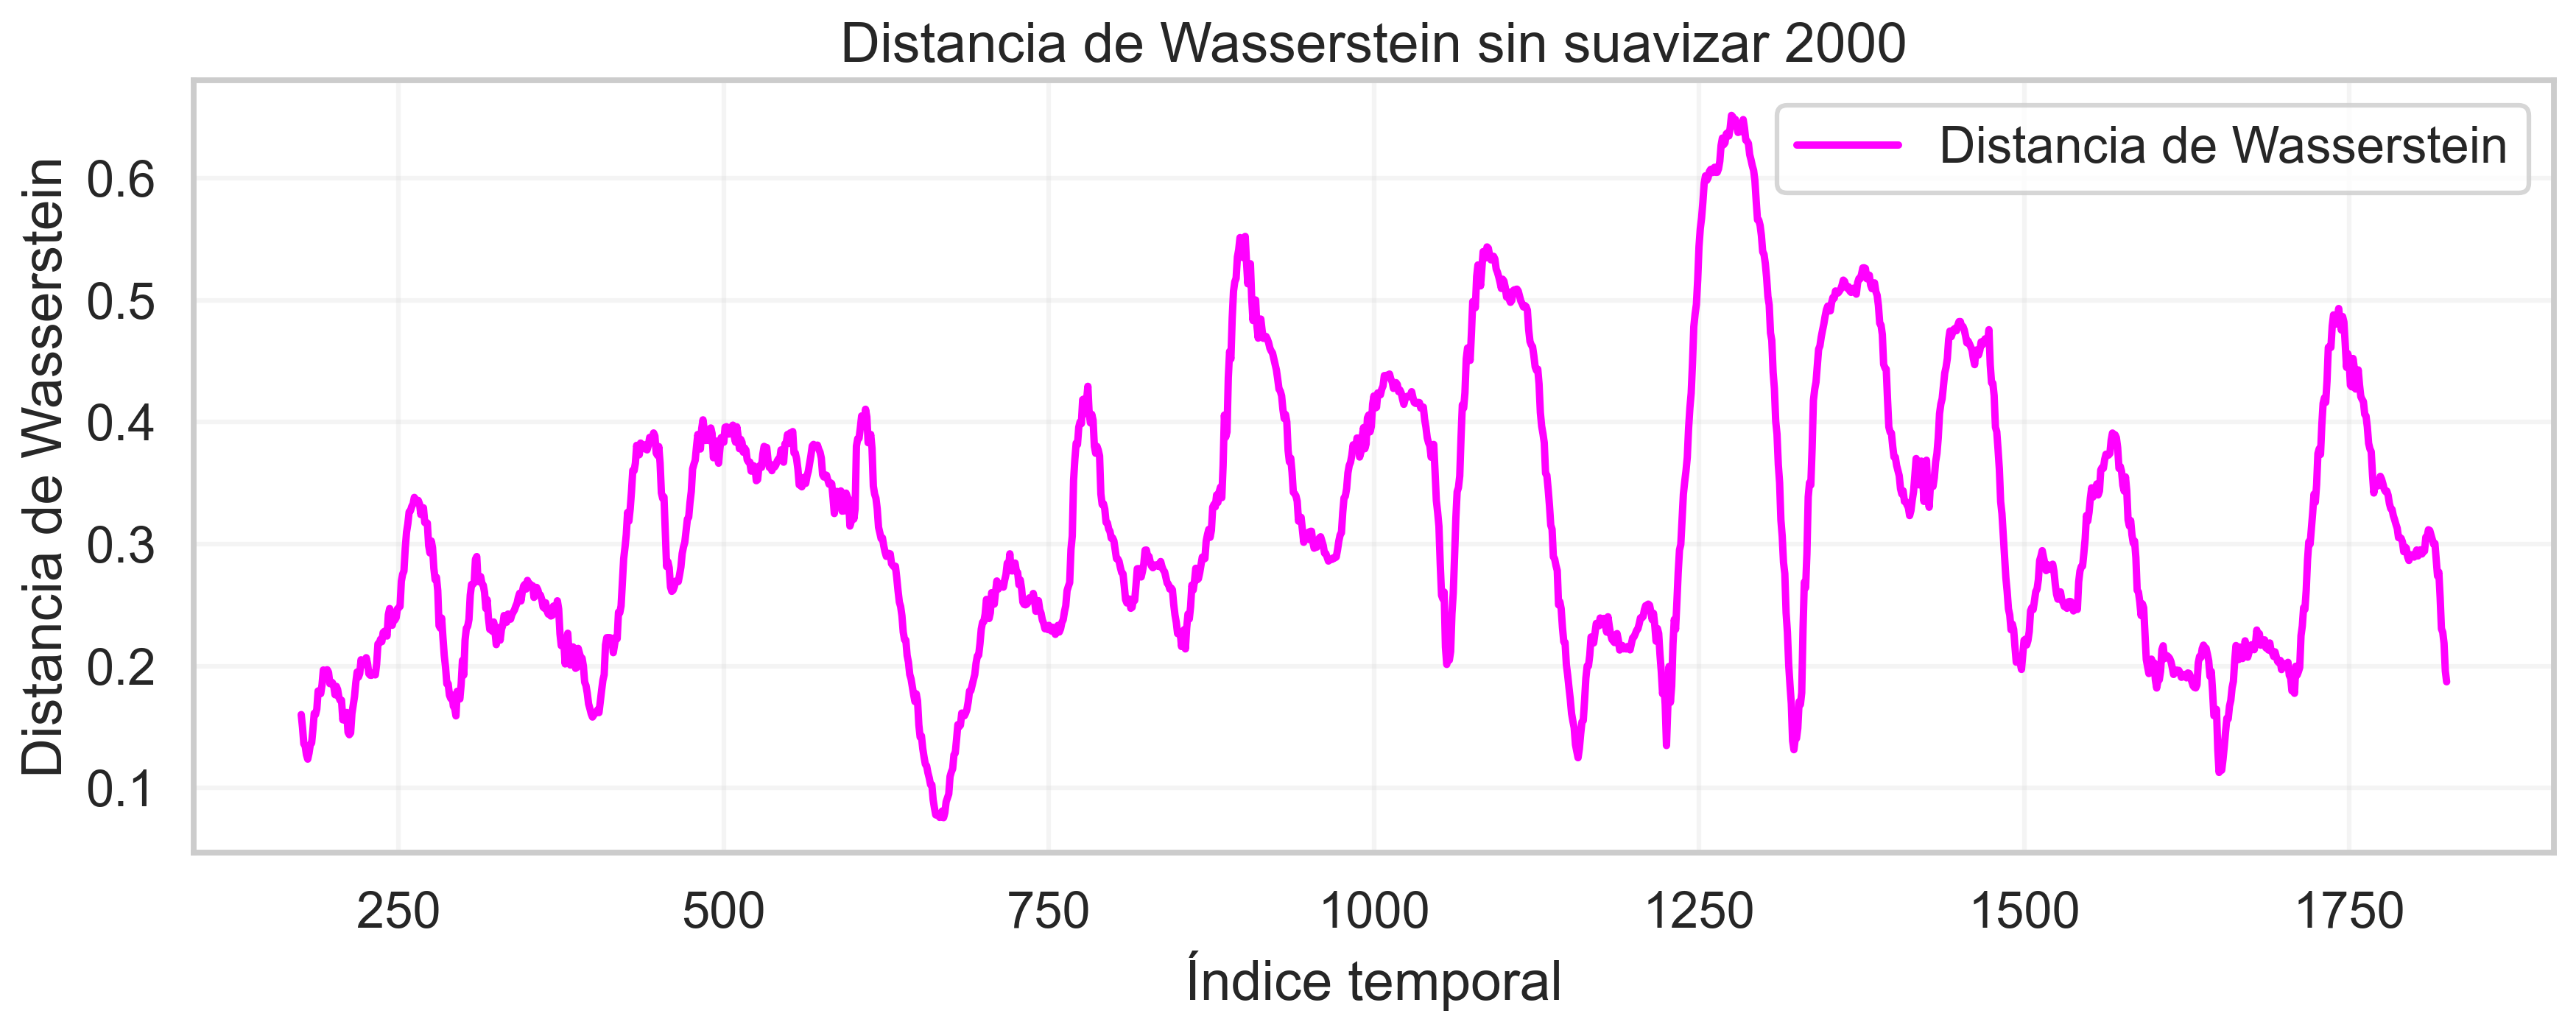 Distancia de Wasserstein sin suavizar 2000
Distancia de Wasserstein
Distancia de Wasserstein
0.6
0.5
0.4
0.3
0.2
0.1
250 500 750 1000 1250 1500 1750
Índice temporal